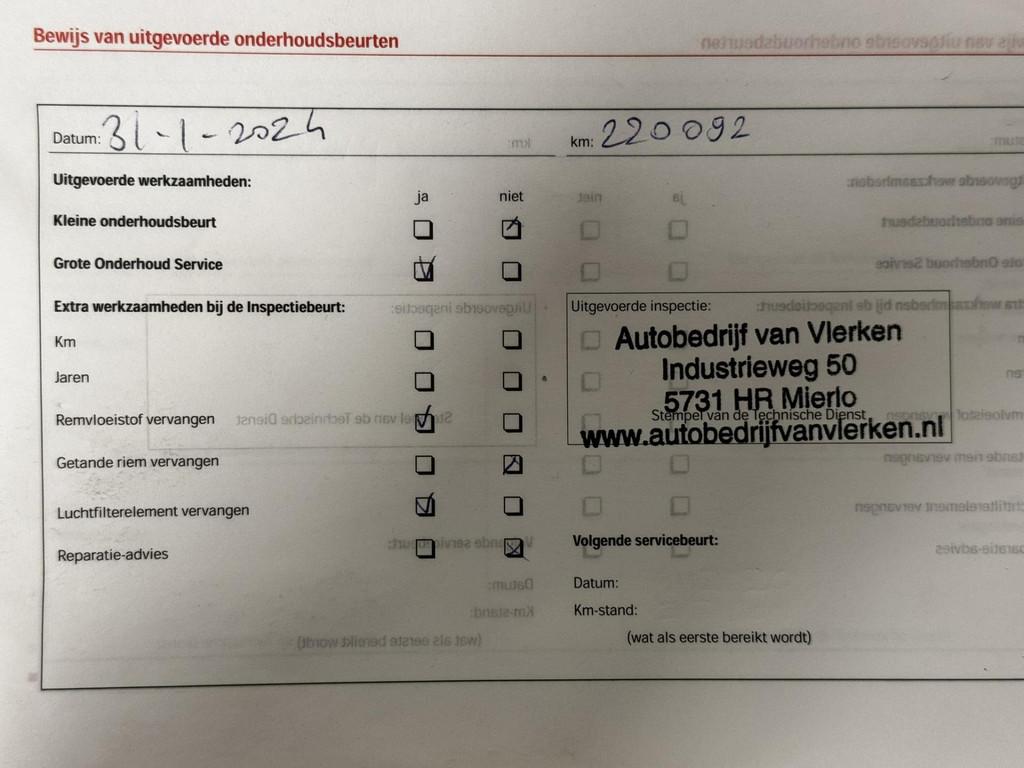 Bewijs van uitgevoerde onderhoudsbeurten
Datum: 31-1-2024
km: 220092
Uitgevoerde werkzaamheden:
ja niet
Kleine onderhoudsbeurt
Grote Onderhoud Service
Extra werkzaamheden bij de Inspectiebeurt:
Km
Jaren
Remvloeistof vervangen
Getande riem vervangen
Luchtfilterelement vervangen
Reparatie-advies
Uitgevoerde inspectie:
Autobedrijf van Vlerken
Industrieweg 50
5731 HR Mierlo
Stempel van de Technische Dienst
www.autobedrijfvanvlerken.nl
Volgende servicebeurt:
Datum:
Km-stand:
(wat als eerste bereikt wordt)